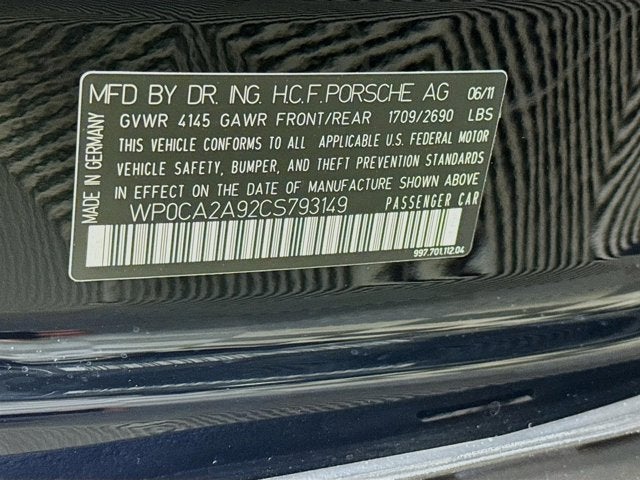 MFD BY DR. ING. H.C.F. PORSCHE AG 06/11
GVWR 4145 GAWR FRONT/REAR 1709/2690 LBS
THIS VEHICLE CONFORMS TO ALL APPLICABLE U.S. FEDERAL MOTOR
VEHICLE SAFETY, BUMPER, AND THEFT PREVENTION STANDARDS
IN EFFECT ON THE DATE OF MANUFACTURE SHOWN ABOVE
WP0CA2A92CS793149 PASSENGER CAR
997.701.112.04
MADE IN GERMANY